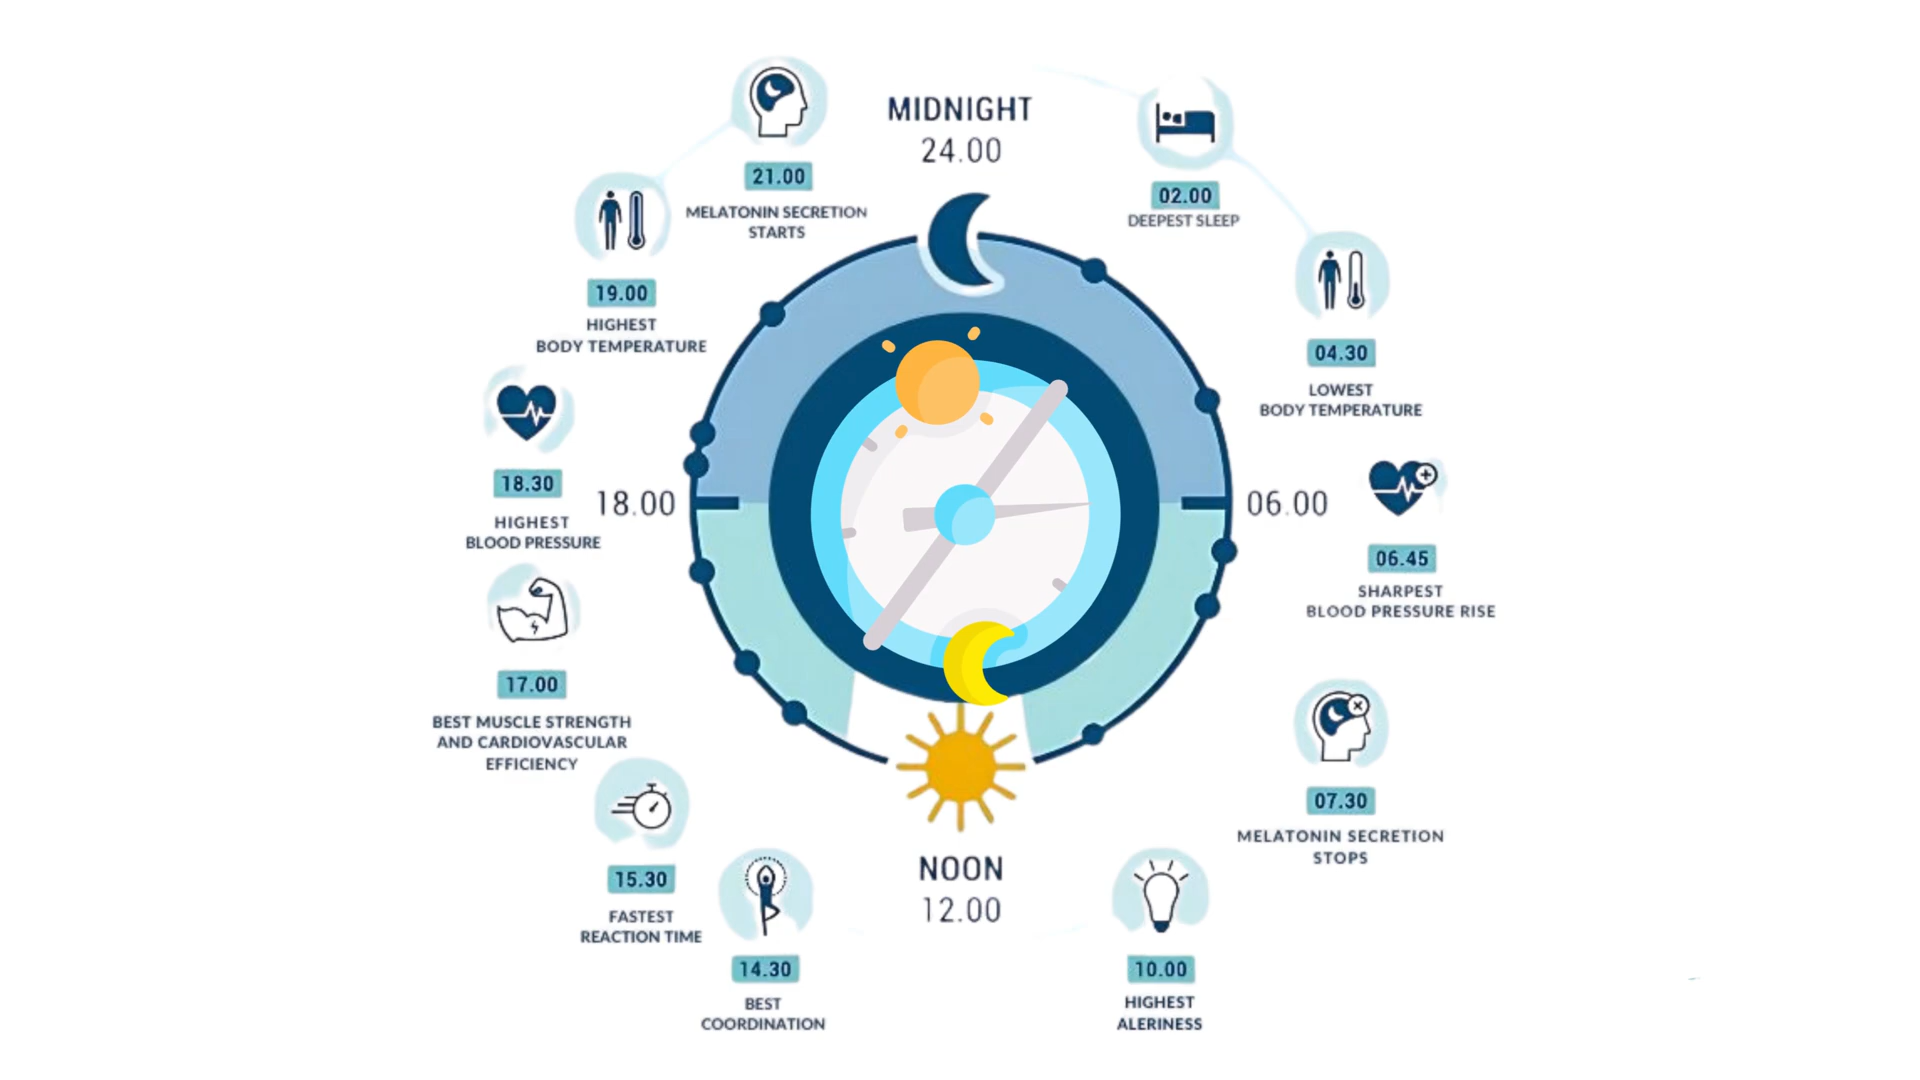 MIDNIGHT
24.00
02.00
DEEPEST SLEEP
04.30
LOWEST
BODY TEMPERATURE
06.00
06.45
SHARPEST
BLOOD PRESSURE RISE
07.30
MELATONIN SECRETION
STOPS
10.00
HIGHEST
ALERINESS
NOON
12.00
14.30
BEST
COORDINATION
15.30
FASTEST
REACTION TIME
17.00
BEST MUSCLE STRENGTH
AND CARDIOVASCULAR
EFFICIENCY
18.00
18.30
HIGHEST
BLOOD PRESSURE
19.00
HIGHEST
BODY TEMPERATURE
21.00
MELATONIN SECRETION
STARTS